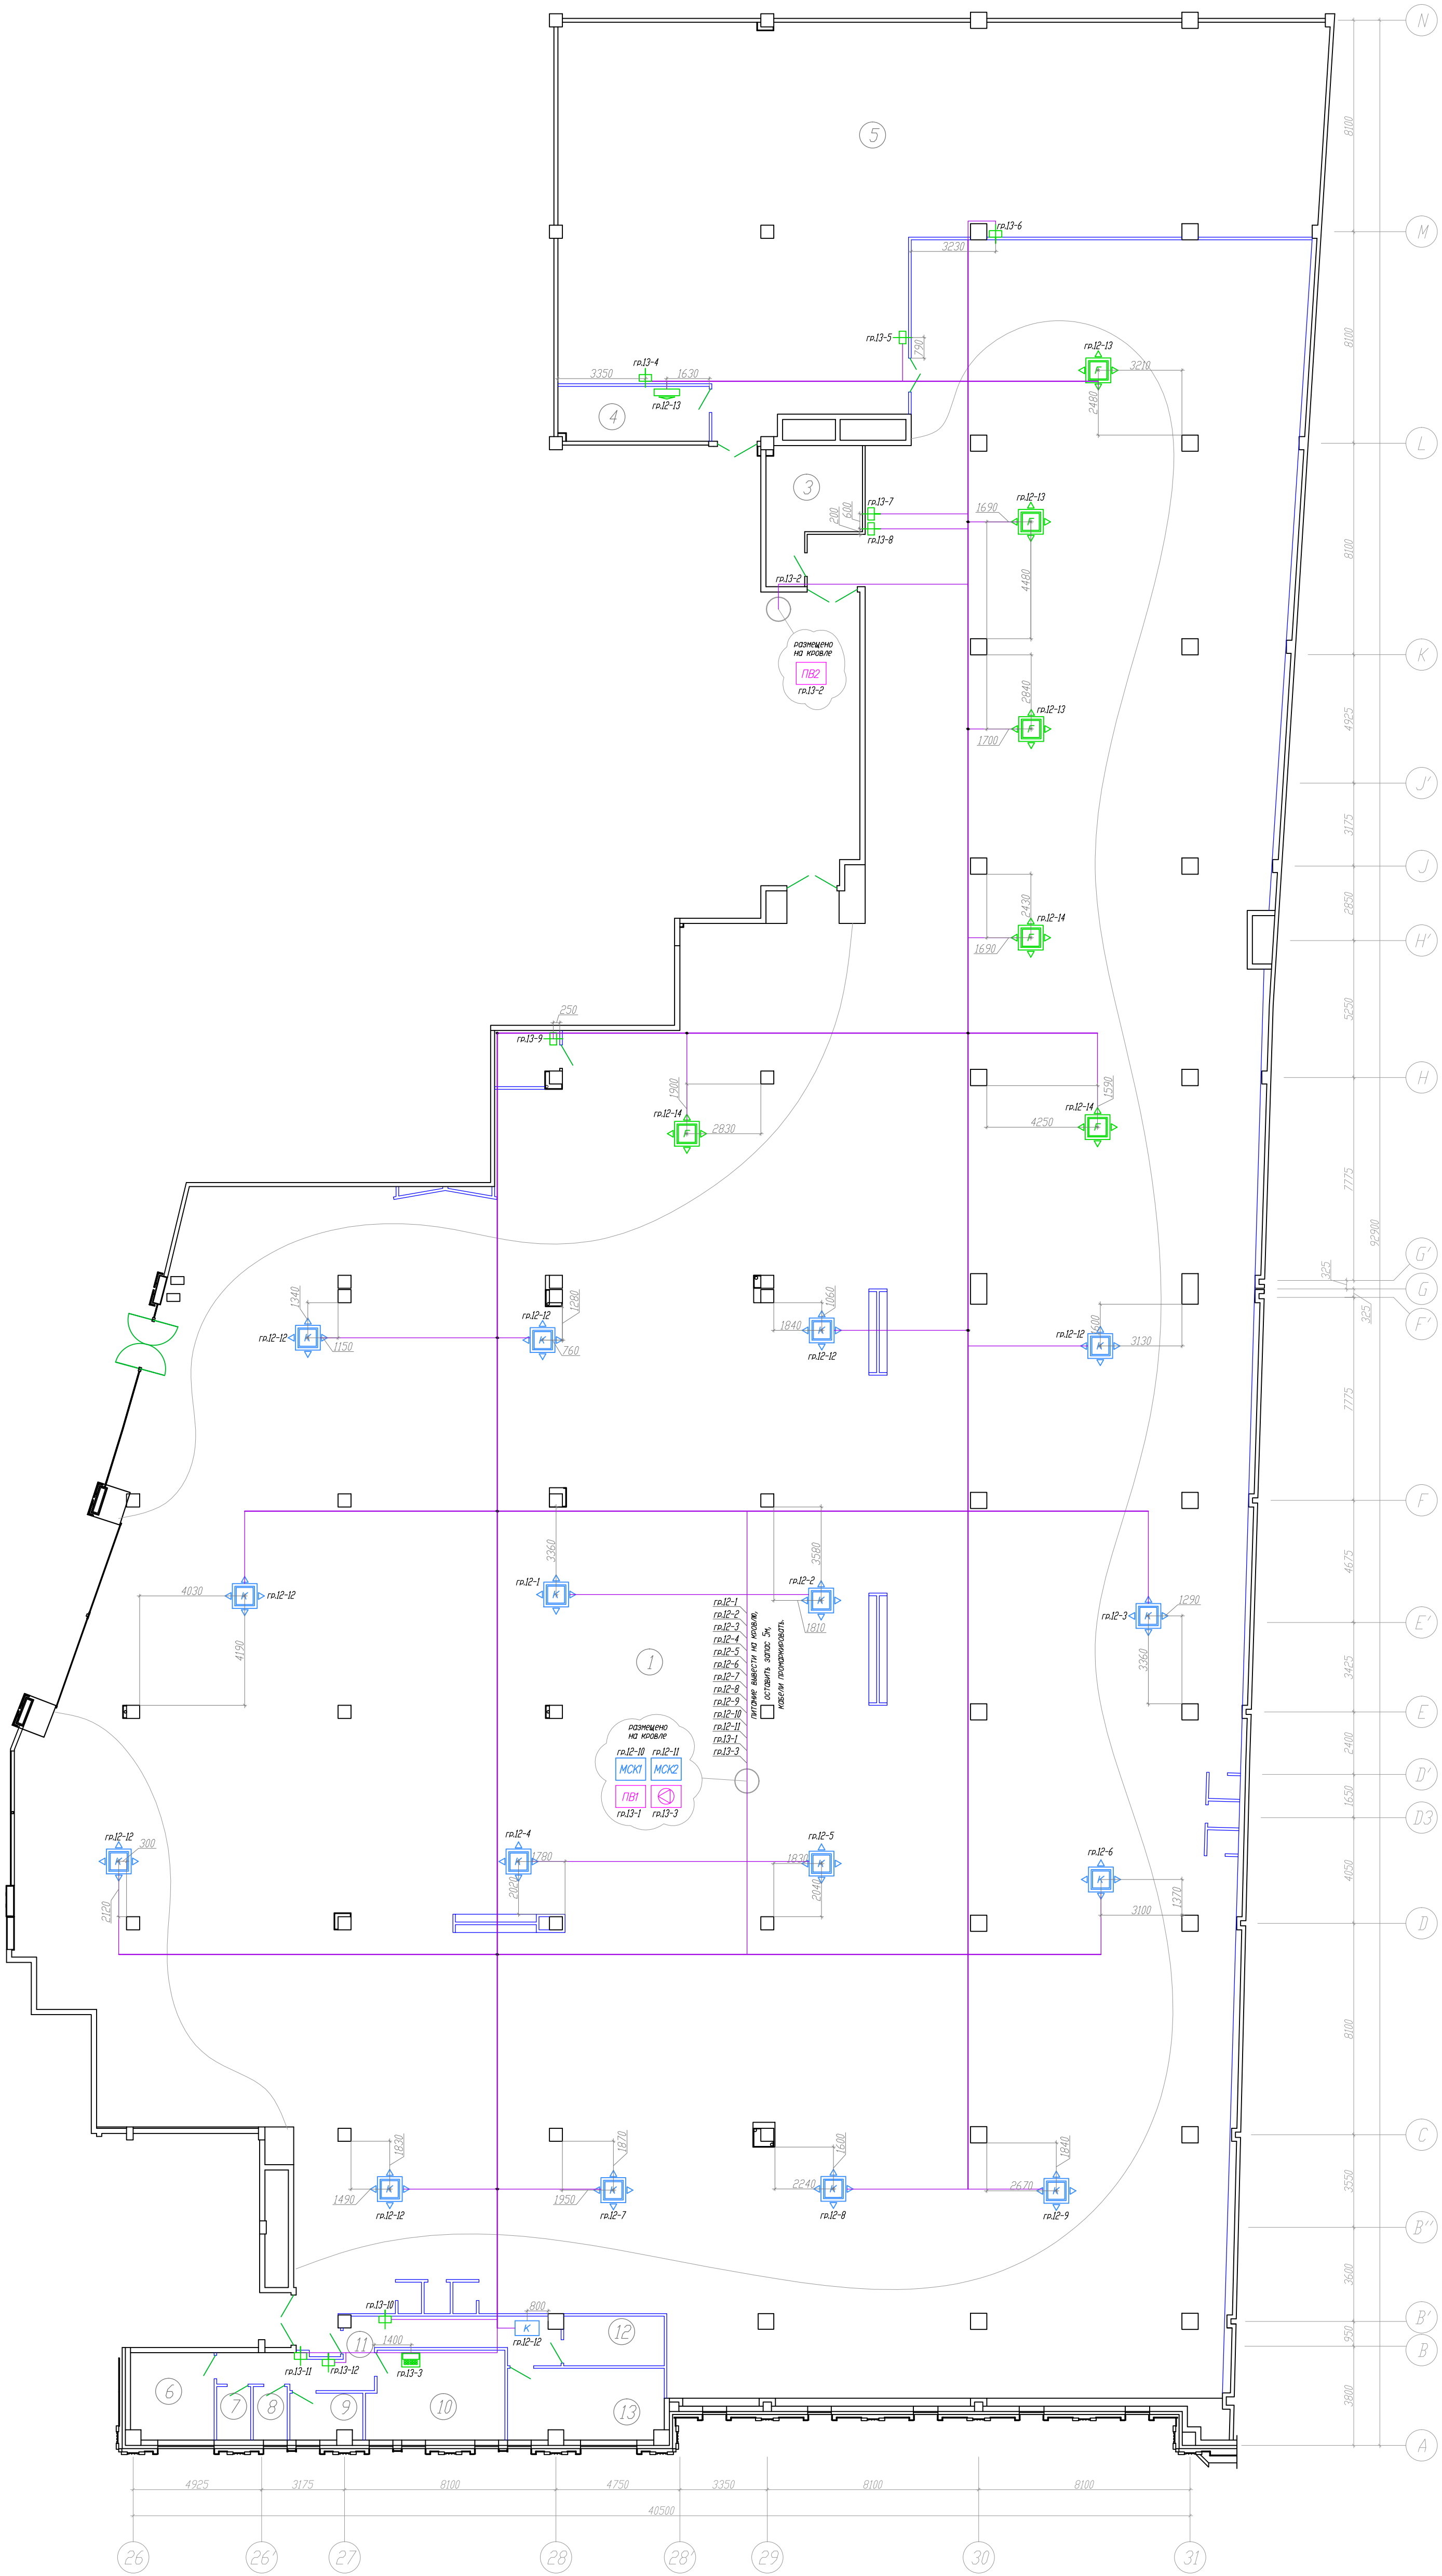 N
8100
5
гр.13-6
M
3230
гр.13-5
790
8100
гр.12-13
F
3210
2480
гр.13-4
3350
1630
гр.12-13
4
L
3
гр.13-7
600
200
гр.13-8
гр.12-13
1690
F
4480
8100
гр.13-2
размещено
на кровле
ПВ2
гр.13-2
K
2840
гр.12-13
F
1700
4925
J'
3175
J
2430
гр.12-14
F
1690
2850
H'
5250
250
гр.13-9
H
1900
гр.12-14
F
2830
1590
гр.12-14
F
4250
7775
92900
G'
325
G
325
F'
1340
гр.12-12
K
1150
гр.12-12
K
1280
760
1060
1840
K
гр.12-12
1600
гр.12-12
K
3130
7775
F
4030
K
гр.12-12
4190
3360
гр.12-1
K
3580
гр.12-2
K
1810
гр.12-3
K
1290
3360
4675
E'
3425
1
гр.12-1
гр.12-2
гр.12-3
гр.12-4
гр.12-5
гр.12-6
гр.12-7
гр.12-8
гр.12-9
гр.12-10
гр.12-11
гр.13-1
гр.13-3
питание вывести на кровлю,
оставить запас 5м,
кабели промаркировать.
E
2400
D'
1650
D3
размещено
на кровле
гр.12-10 гр.12-11
МСК1 МСК2
ПВ1
гр.13-1 гр.13-3
гр.12-12
K
300
2120
гр.12-4
K
1780
2020
гр.12-5
1830
K
2040
гр.12-6
K
1370
3100
4050
D
8100
C
1830
1490
K
гр.12-12
1870
1950
K
гр.12-7
1600
2240
K
гр.12-8
1840
2670
K
гр.12-9
3550
B''
3600
гр.13-10
800
K
гр.12-12
12
B'
950
B
11
1400
гр.13-11
гр.13-12
гр.13-3
6
7
8
9
10
13
3800
A
4925 3175 8100 4750 3350 8100 8100
40500
26 26' 27 28 28' 29 30 31